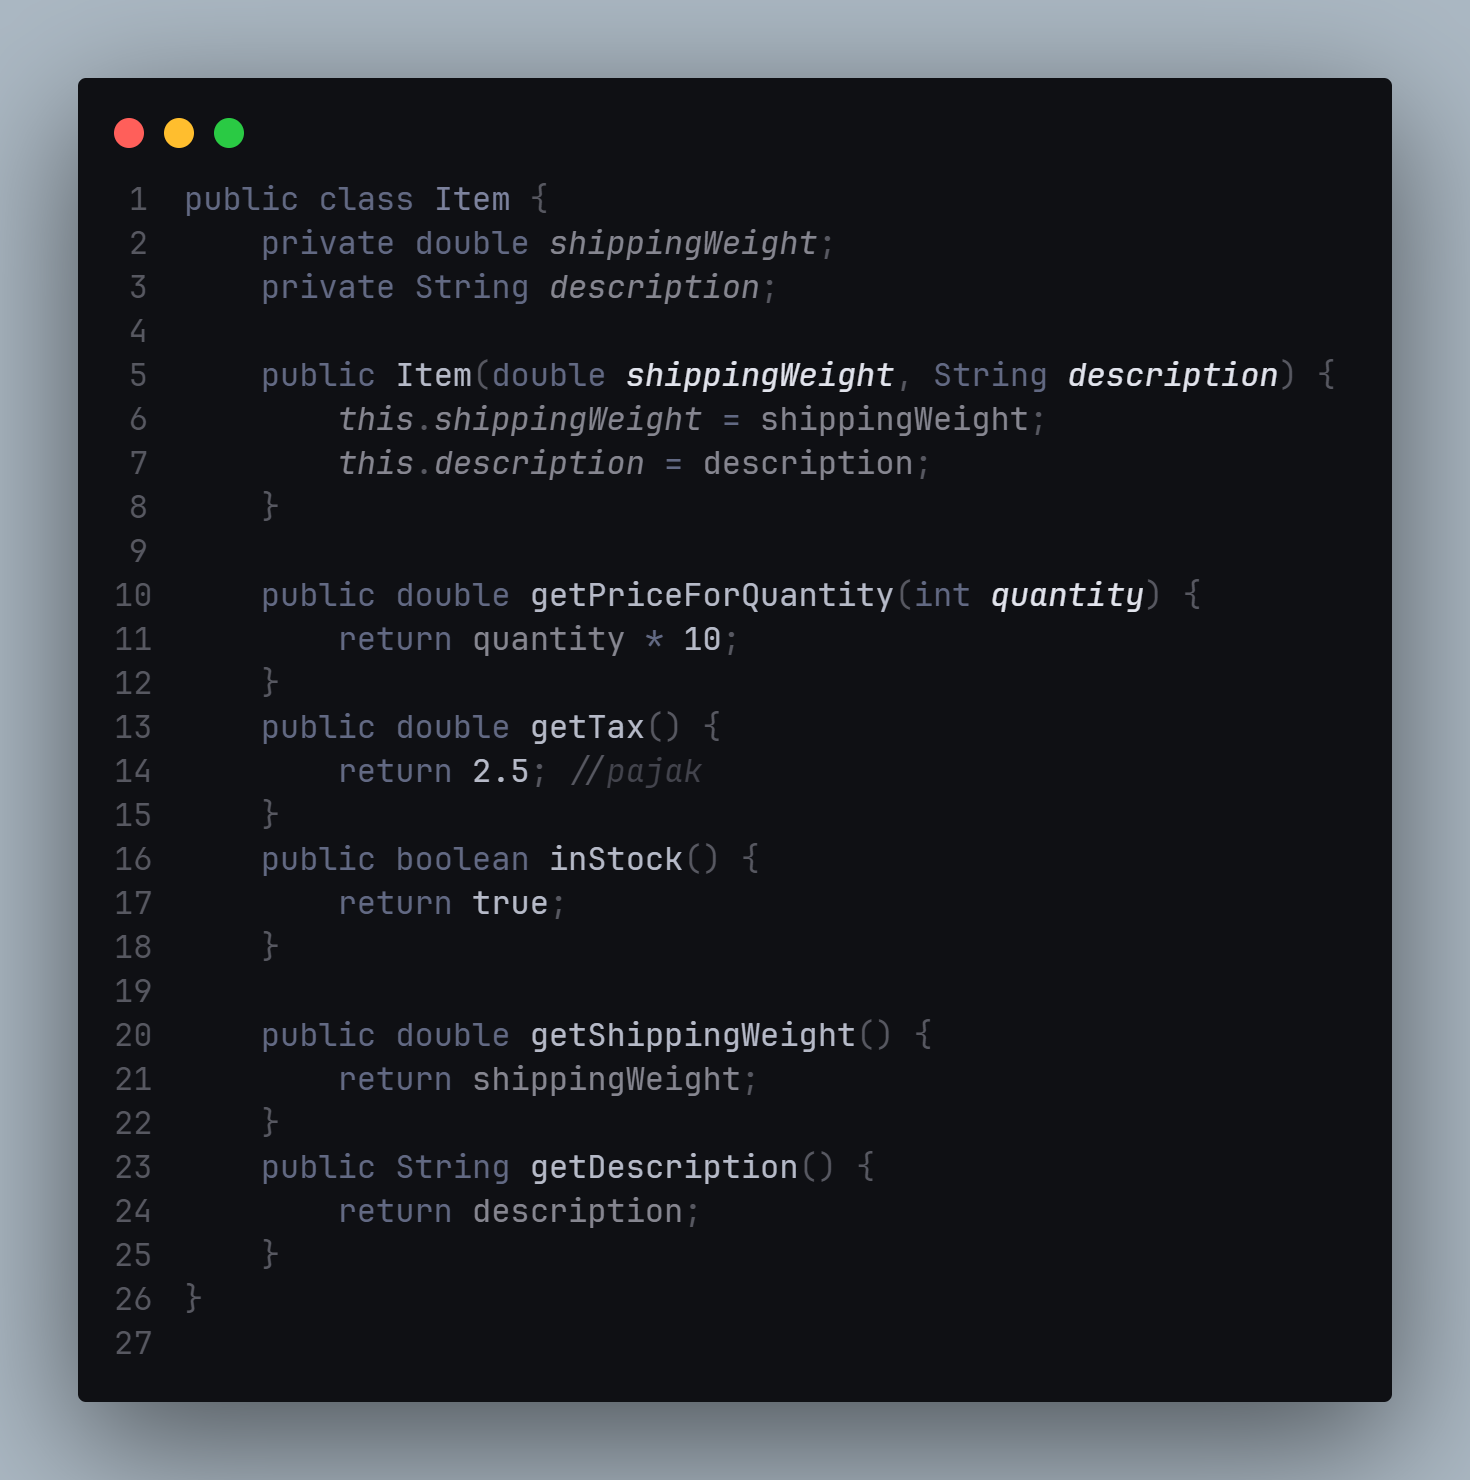 1 public class Item {
2     private double shippingWeight;
3     private String description;
4
5     public Item(double shippingWeight, String description) {
6         this.shippingWeight = shippingWeight;
7         this.description = description;
8     }
9
10     public double getPriceForQuantity(int quantity) {
11         return quantity * 10;
12     }
13     public double getTax() {
14         return 2.5; //pajak
15     }
16     public boolean inStock() {
17         return true;
18     }
19
20     public double getShippingWeight() {
21         return shippingWeight;
22     }
23     public String getDescription() {
24         return description;
25     }
26 }
27